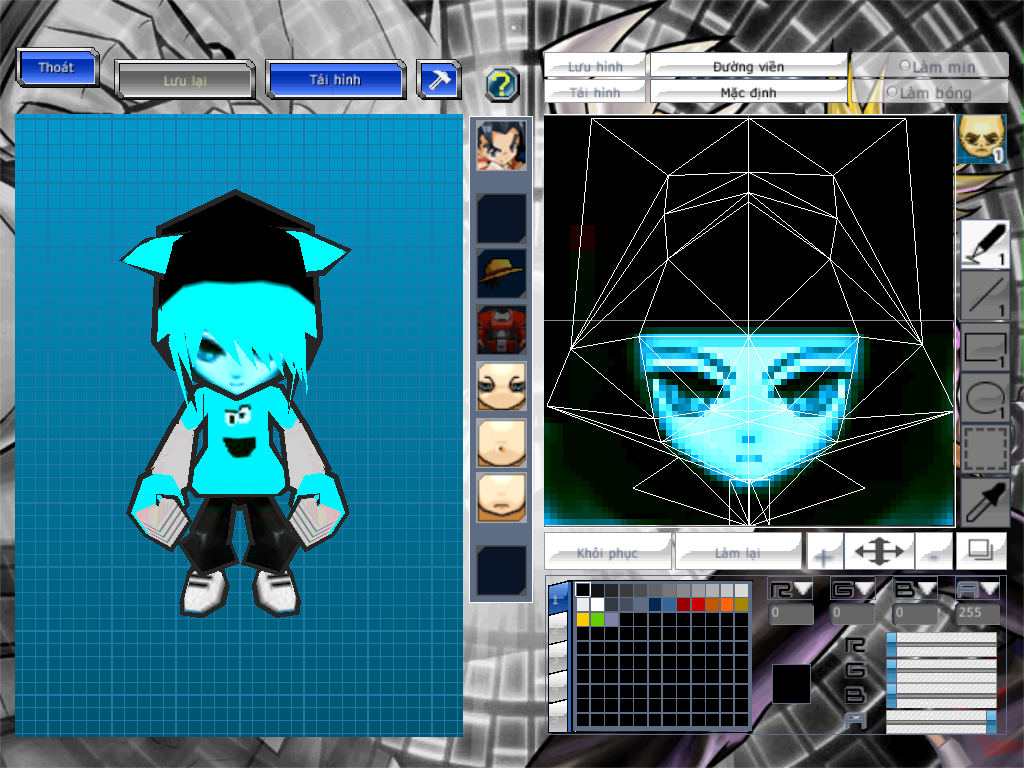 Thoát
Lưu lại
Tải hình
?
Lưu hình
Đường viền
Làm mịn
Tải hình
Mặc định
Làm bóng
1
1
1
1
1
Khôi phục
Làm lại
+
-
1
R
G
B
A
0
0
0
255
R
G
B
A